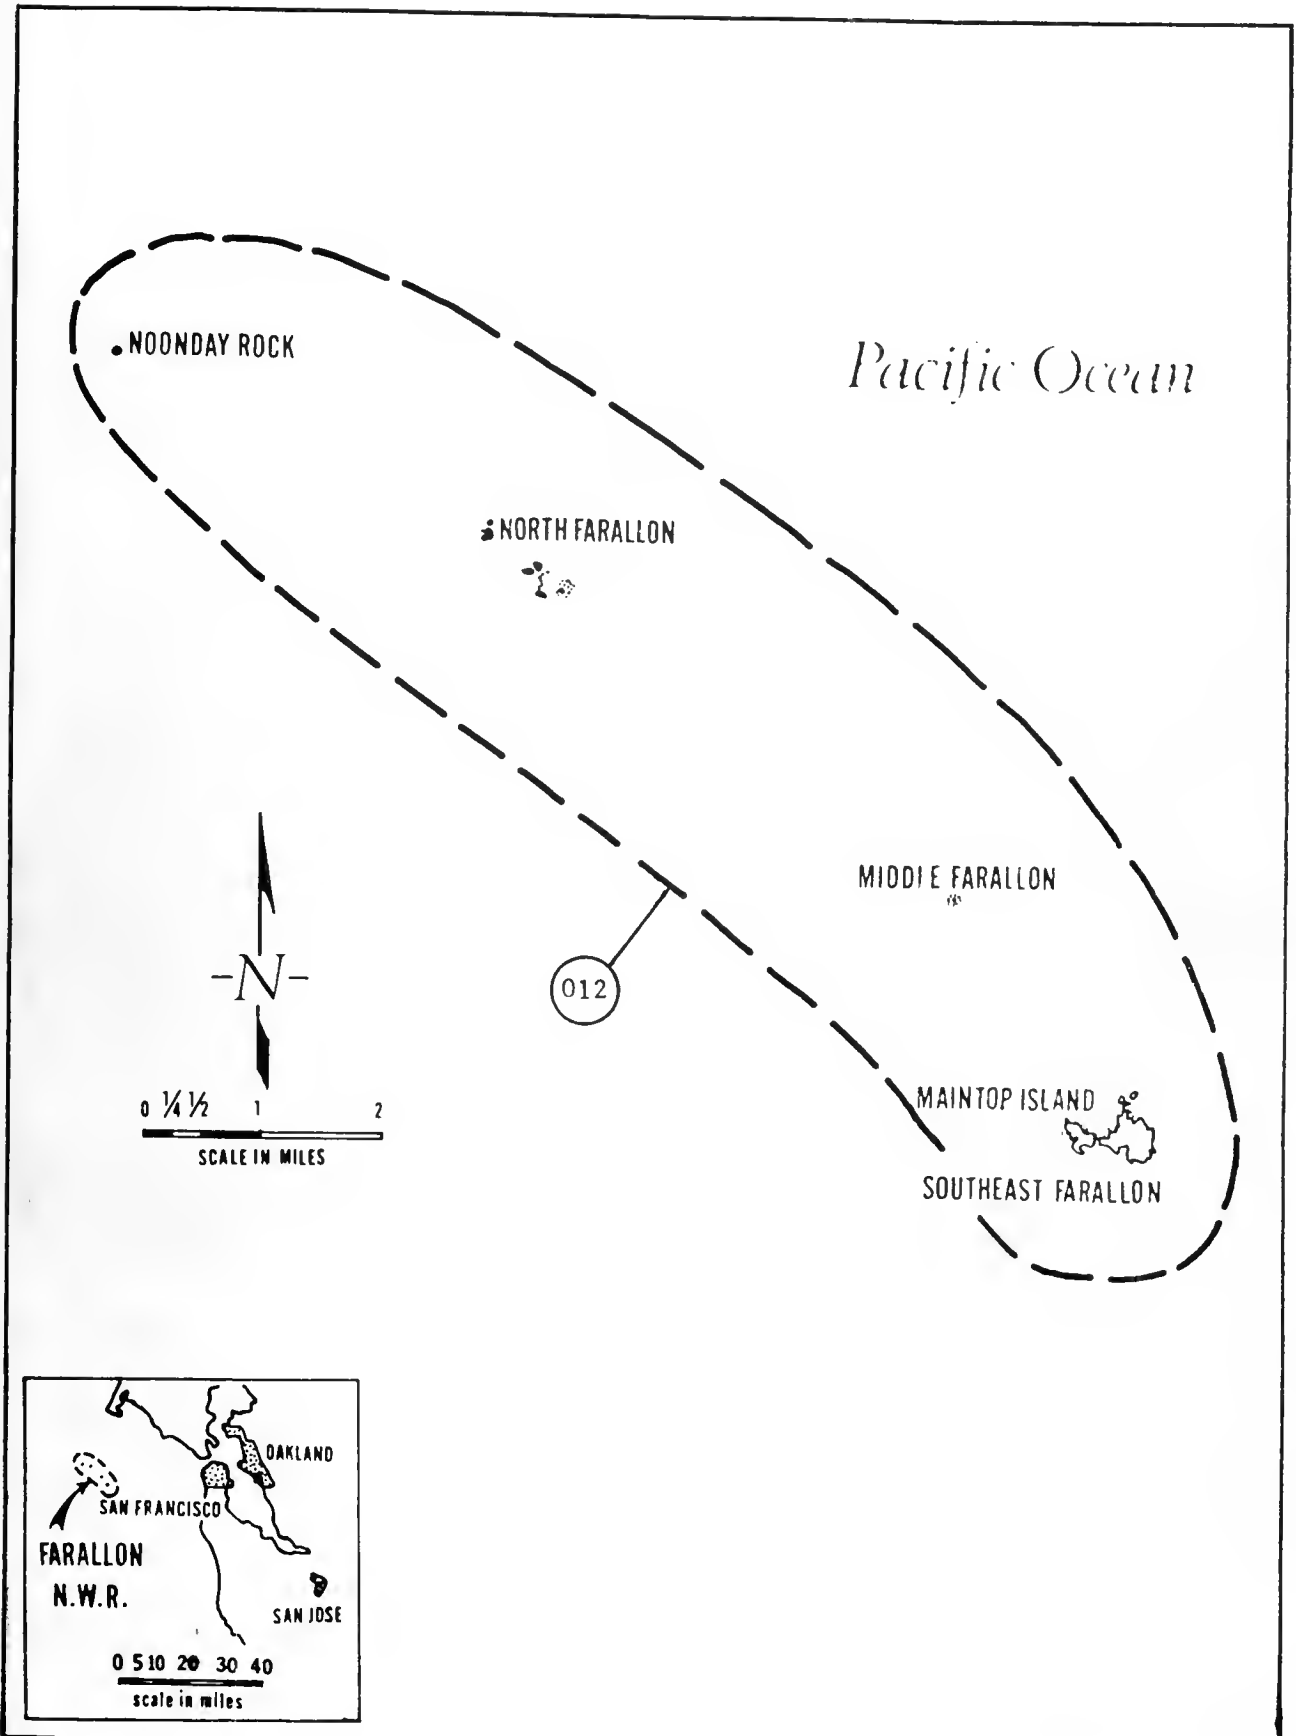 NOONDAY ROCK
Pacific Ocean
NORTH FARALLON
MIDDLE FARALLON
012
-N-
MAINTOP ISLAND
0 ¼ ½ 1 2
SCALE IN MILES
SOUTHEAST FARALLON
OAKLAND
SAN FRANCISCO
FARALLON
N.W.R.
SAN JOSE
0 5 10 20 30 40
scale in miles